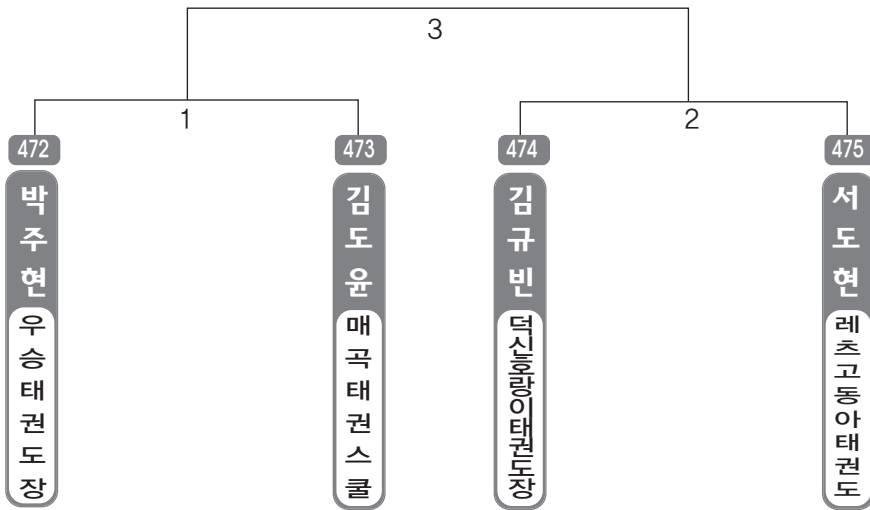 3
1
2
472
473
474
475
박주현
김도윤
김규빈
서도현
우승태권도장
매곡태권스쿨
덕신호랑이태권도장
레츠고동아태권도